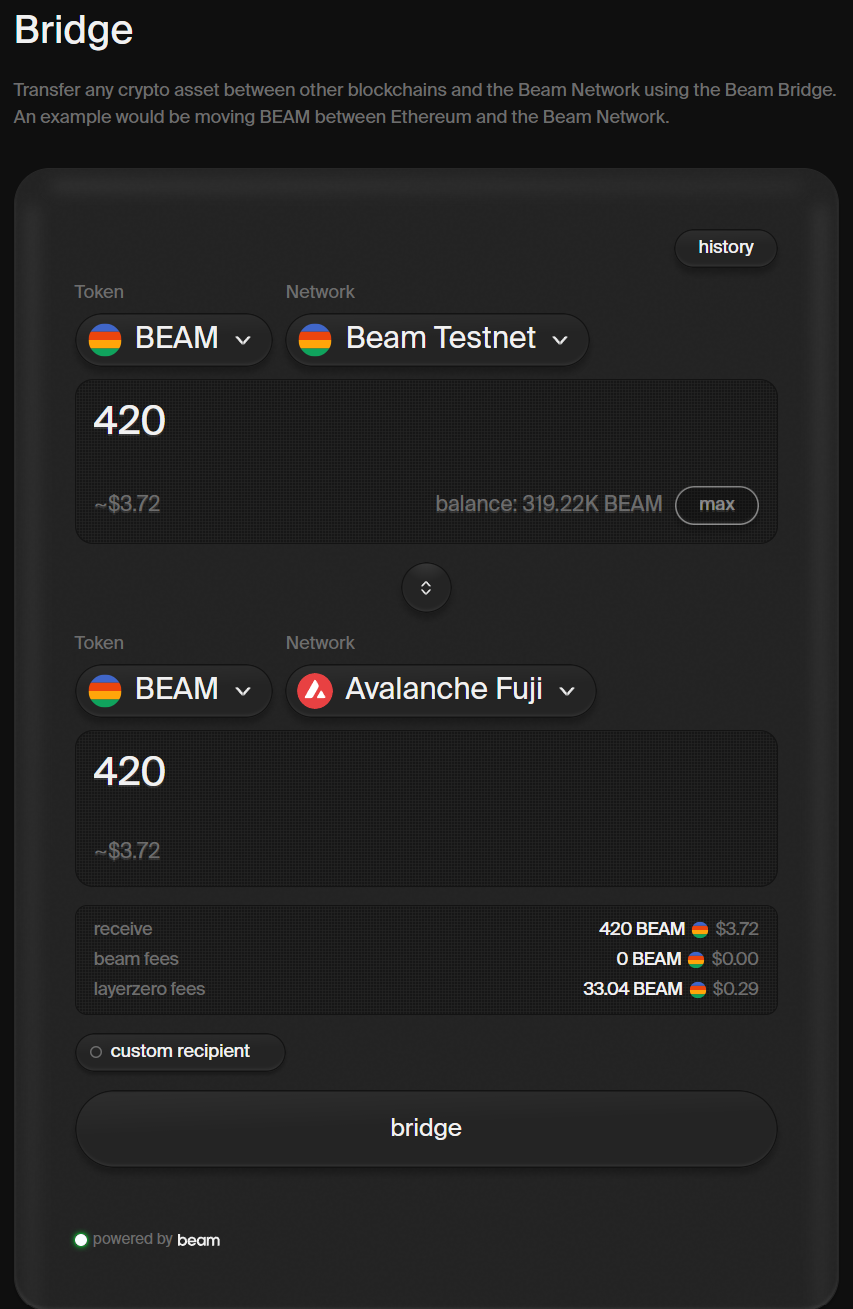 Bridge
Transfer any crypto asset between other blockchains and the Beam Network using the Beam Bridge.
An example would be moving BEAM between Ethereum and the Beam Network.
history
Token Network
BEAM Beam Testnet
420
~$3.72 balance: 319.22K BEAM max
Token Network
BEAM Avalanche Fuji
420
~$3.72
receive 420 BEAM $3.72
beam fees 0 BEAM $0.00
layerzero fees 33.04 BEAM $0.29
custom recipient
bridge
powered by beam